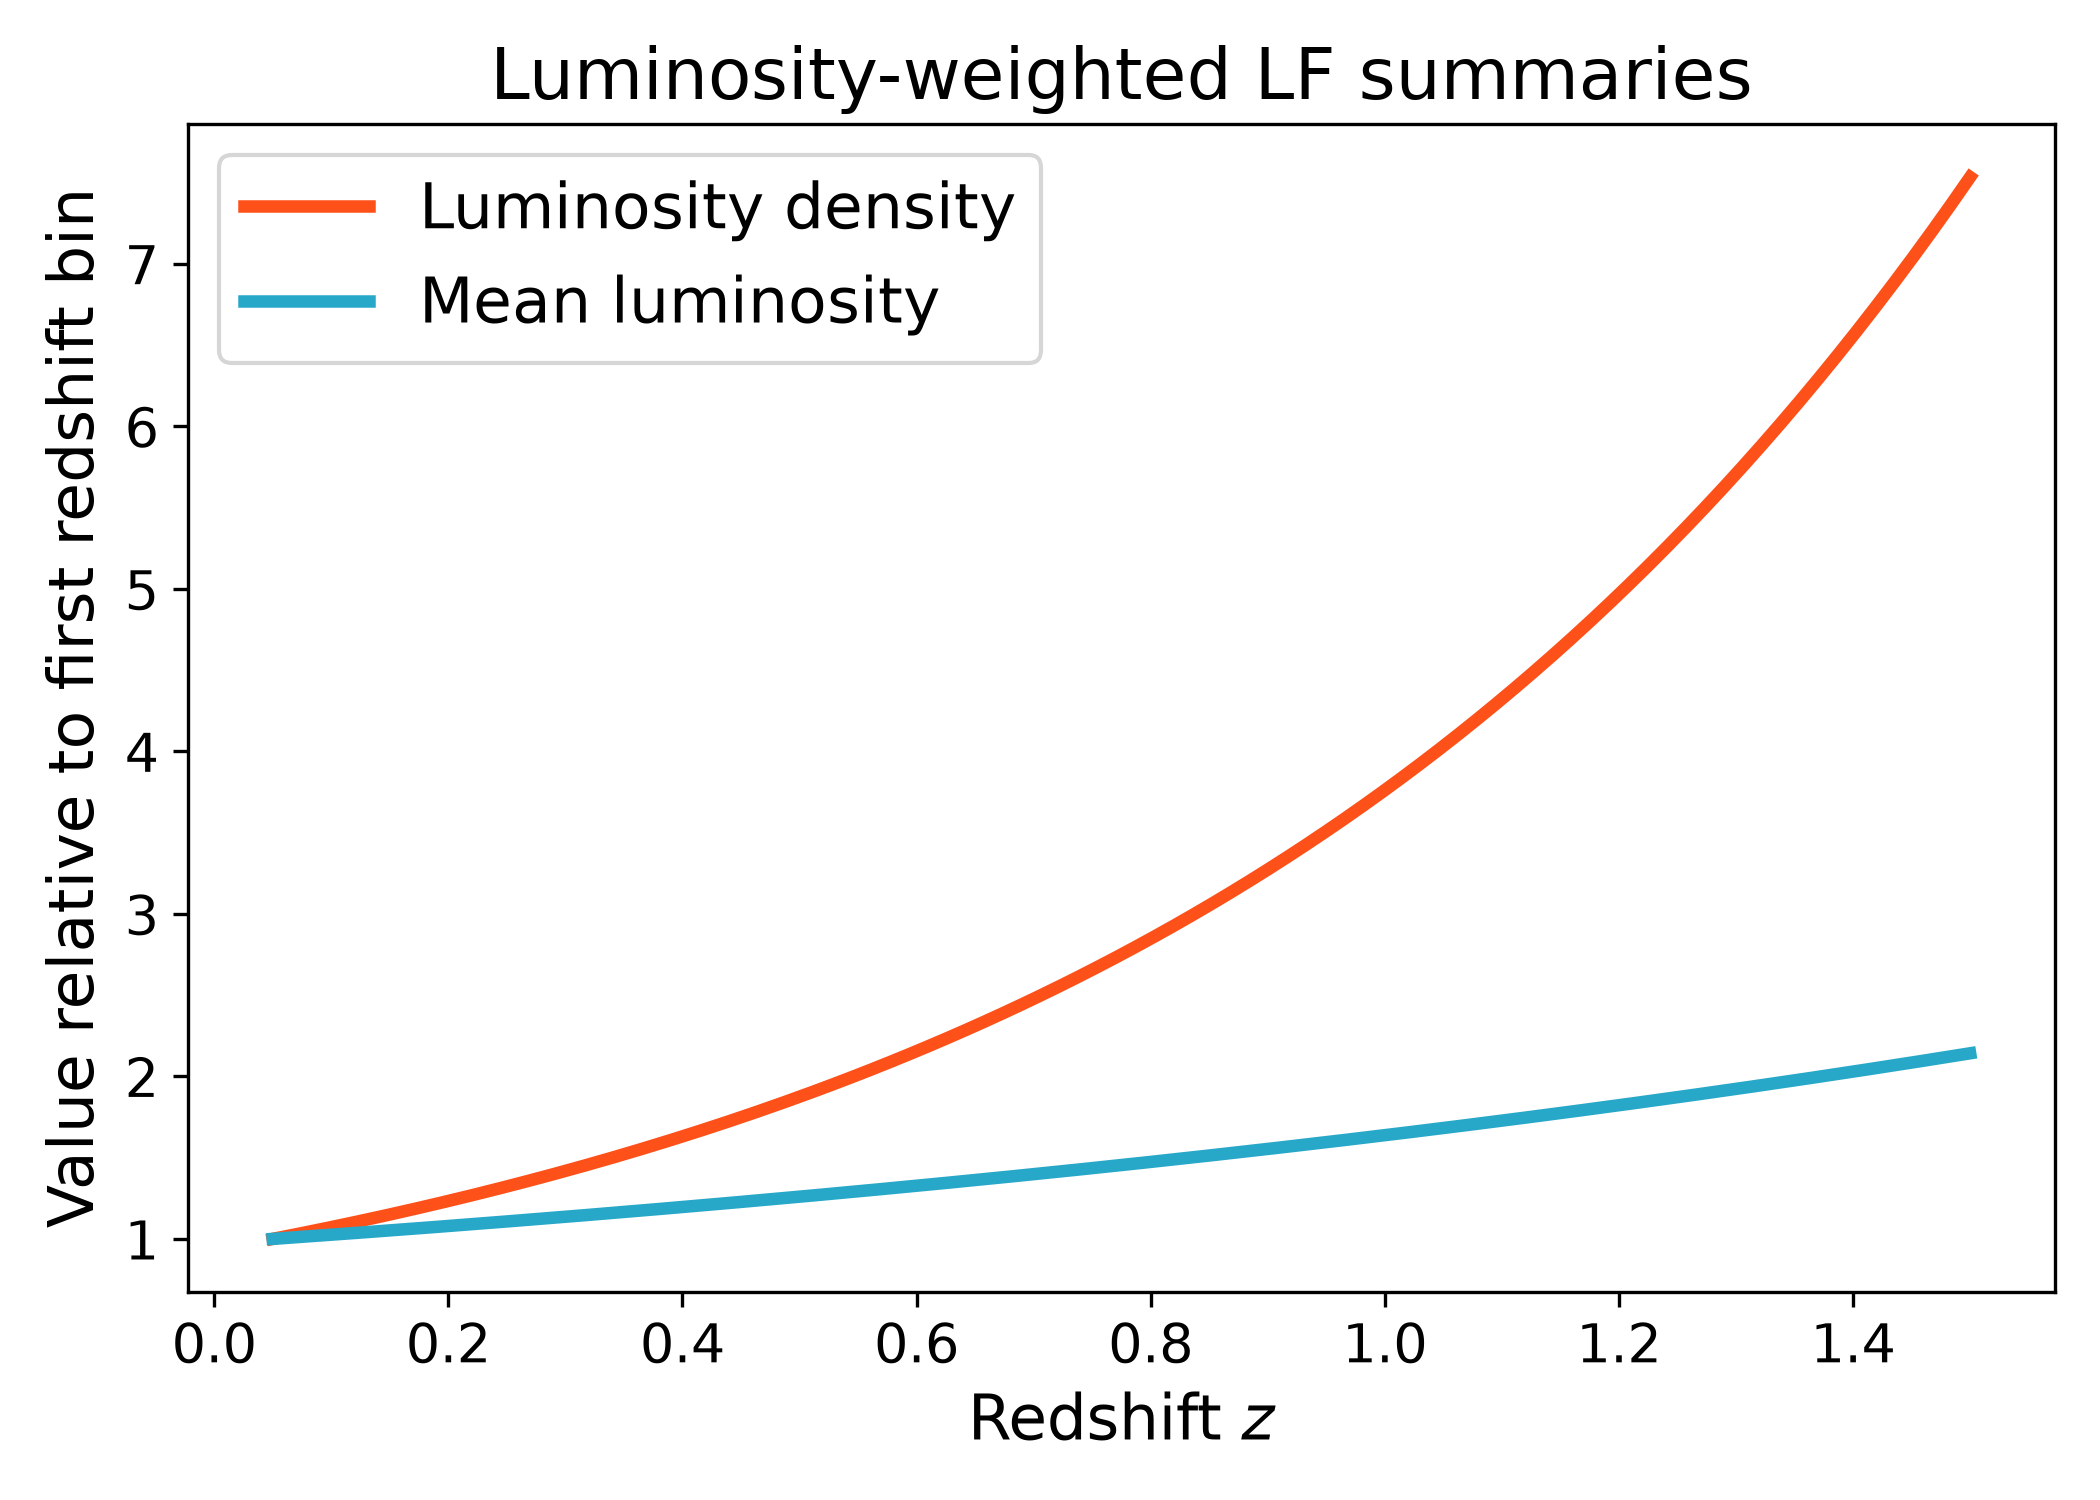 Luminosity-weighted LF summaries
Luminosity density
Mean luminosity
Value relative to first redshift bin
7
6
5
4
3
2
1
0.0 0.2 0.4 0.6 0.8 1.0 1.2 1.4
Redshift z